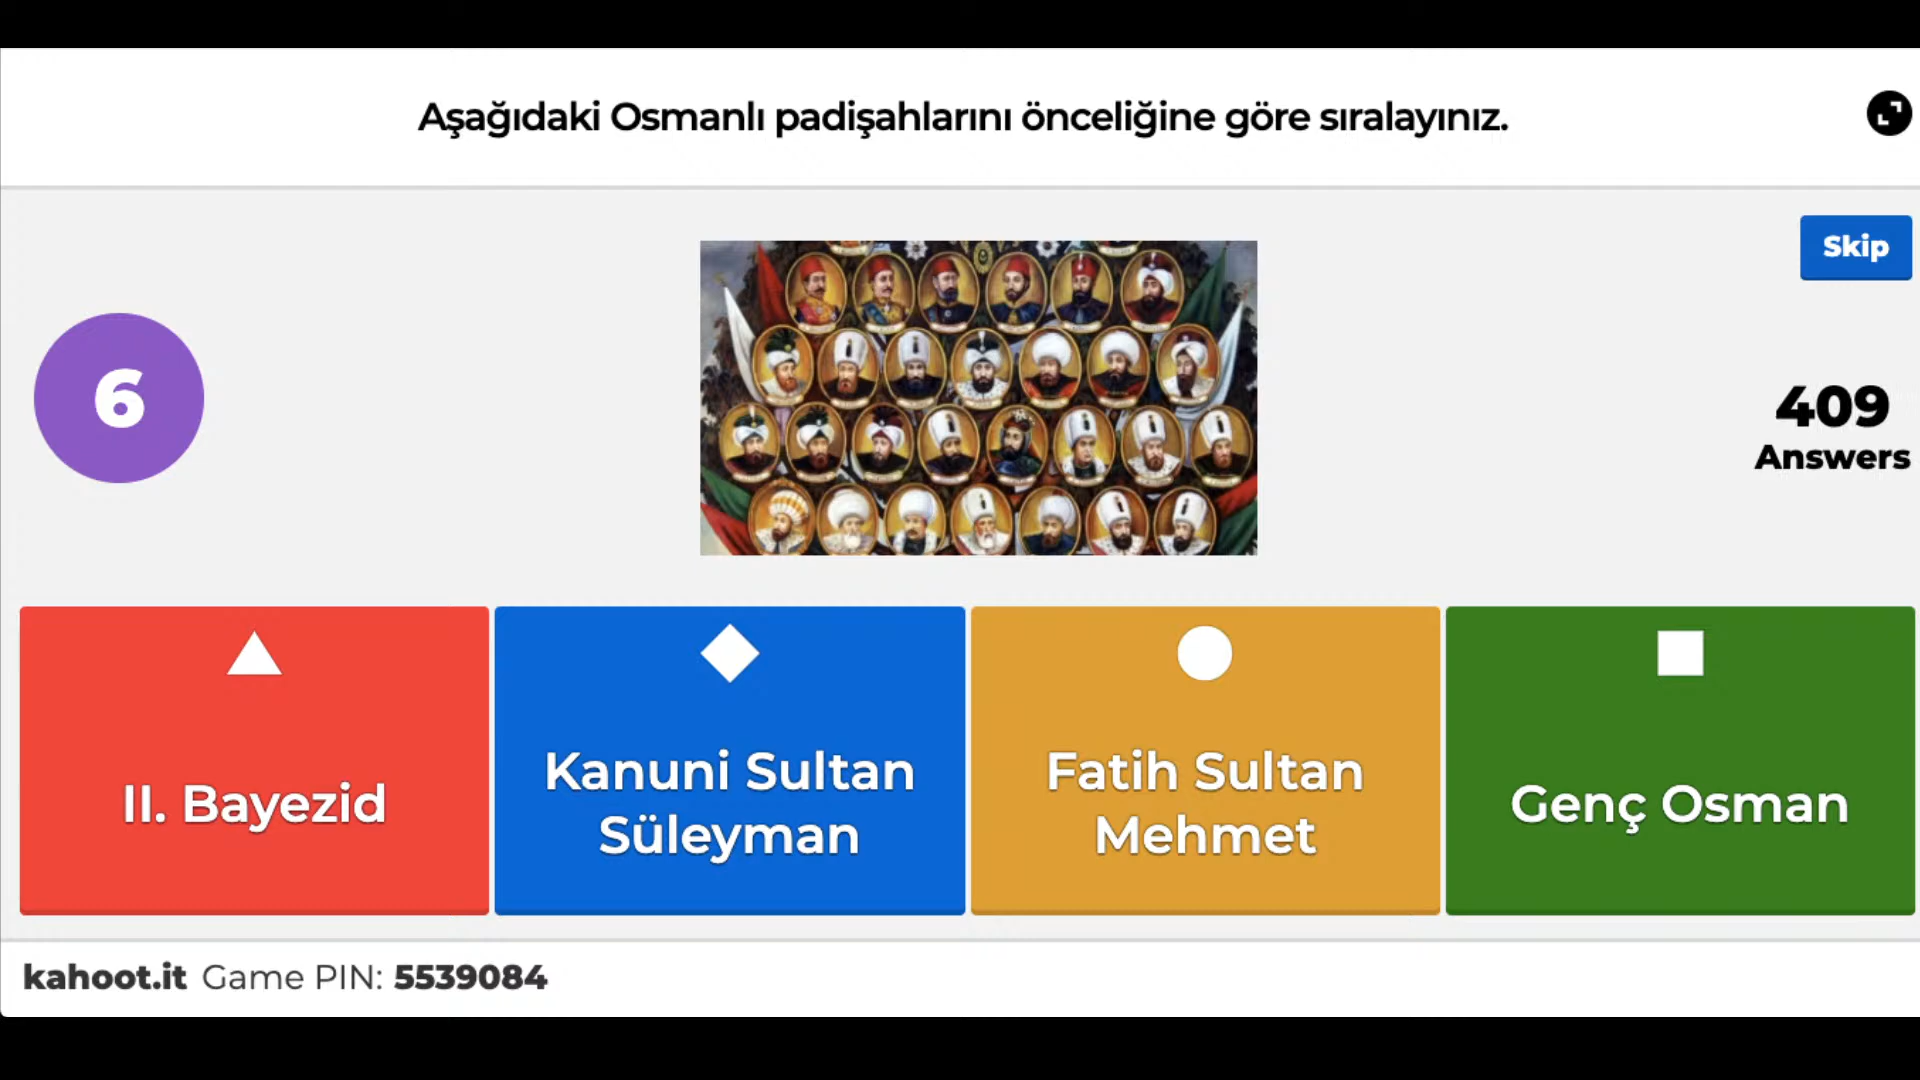 Aşağıdaki Osmanlı padişahlarını önceliğine göre sıralayınız.
Skip
6
409
Answers
II. Bayezid
Kanuni Sultan
Süleyman
Fatih Sultan
Mehmet
Genç Osman
kahoot.it Game PIN: 5539084